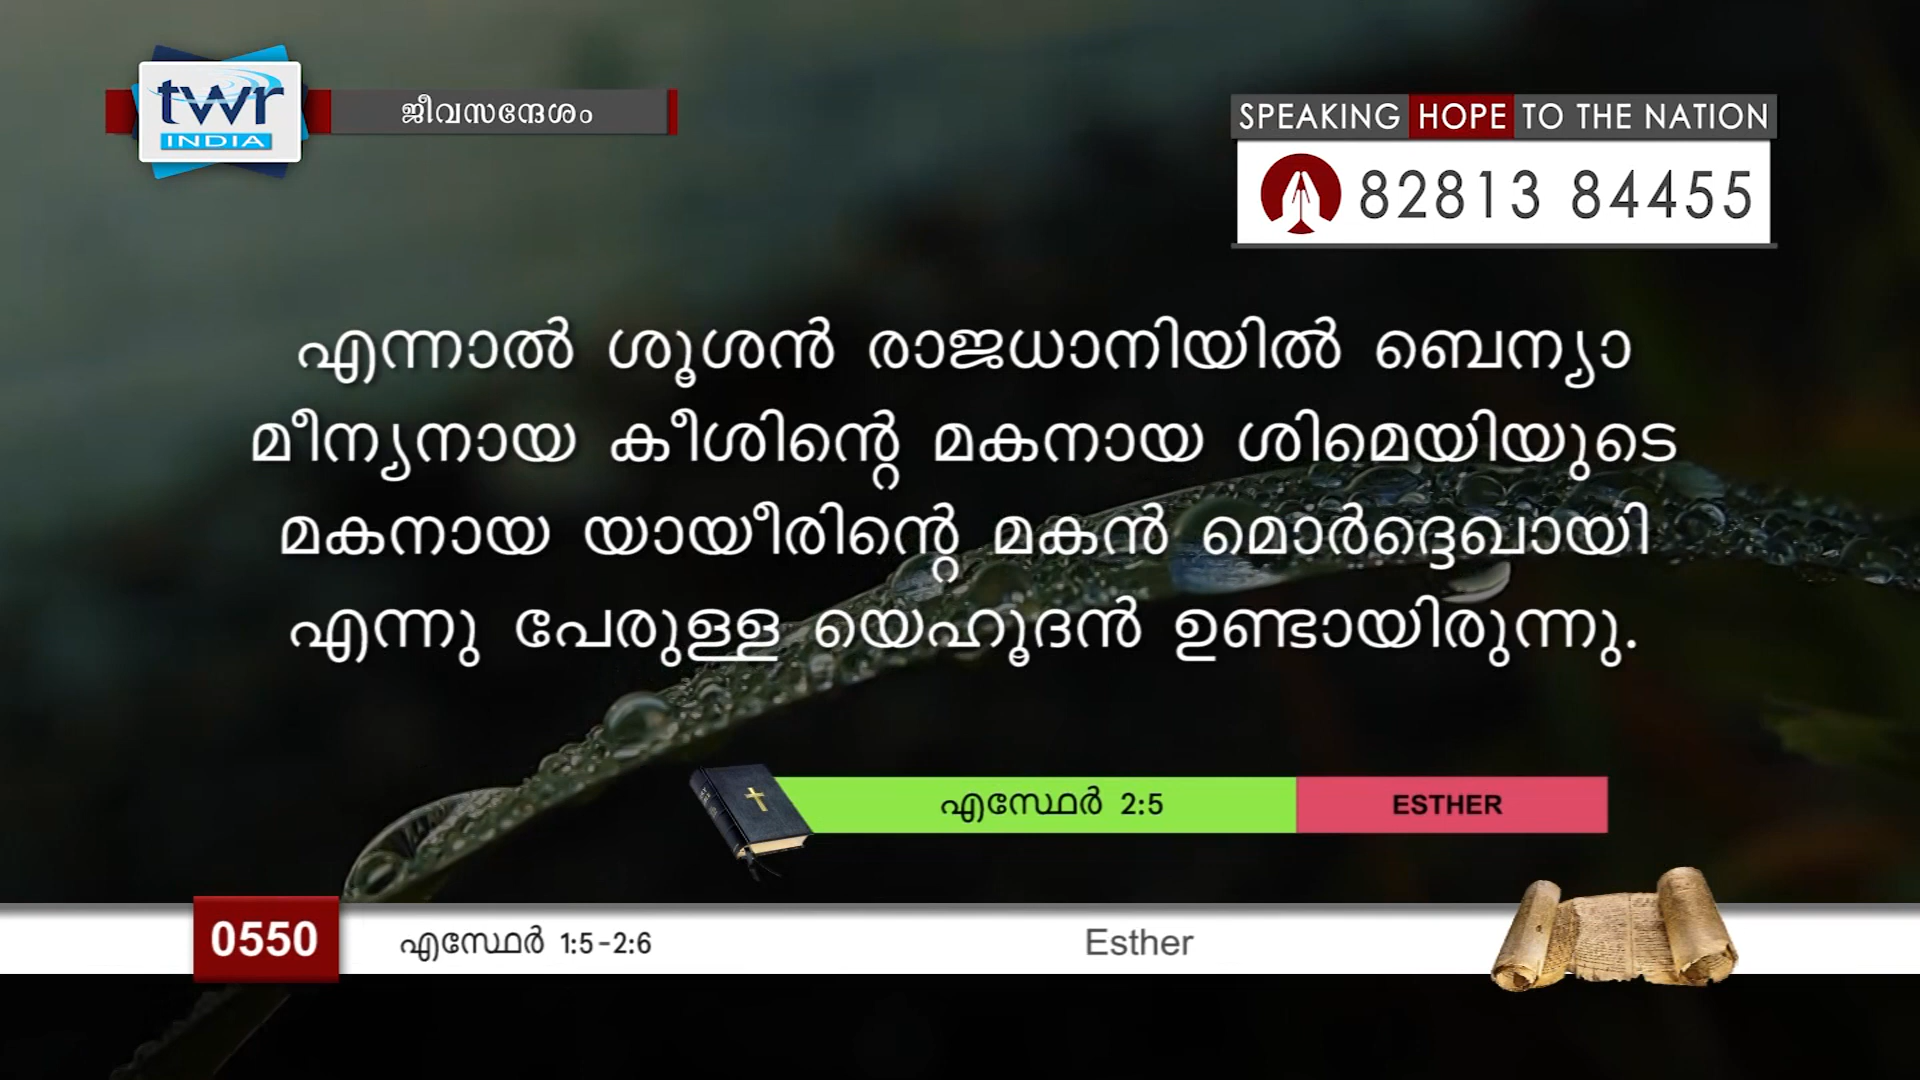 twr
INDIA
ജീവസന്ദേശം
SPEAKING HOPE TO THE NATION
82813 84455
എന്നാൽ ശൂശൻ രാജധാനിയിൽ ബെന്യാ
മീന്യനായ കീശിന്റെ മകനായ ശിമെയിയുടെ
മകനായ യായീരിന്റെ മകൻ മൊർദ്ദെഖായി
എന്നു പേരുള്ള യെഹൂദൻ ഉണ്ടായിരുന്നു.
എസ്ഥേർ 2:5
ESTHER
0550
എസ്ഥേർ 1:5-2:6
Esther